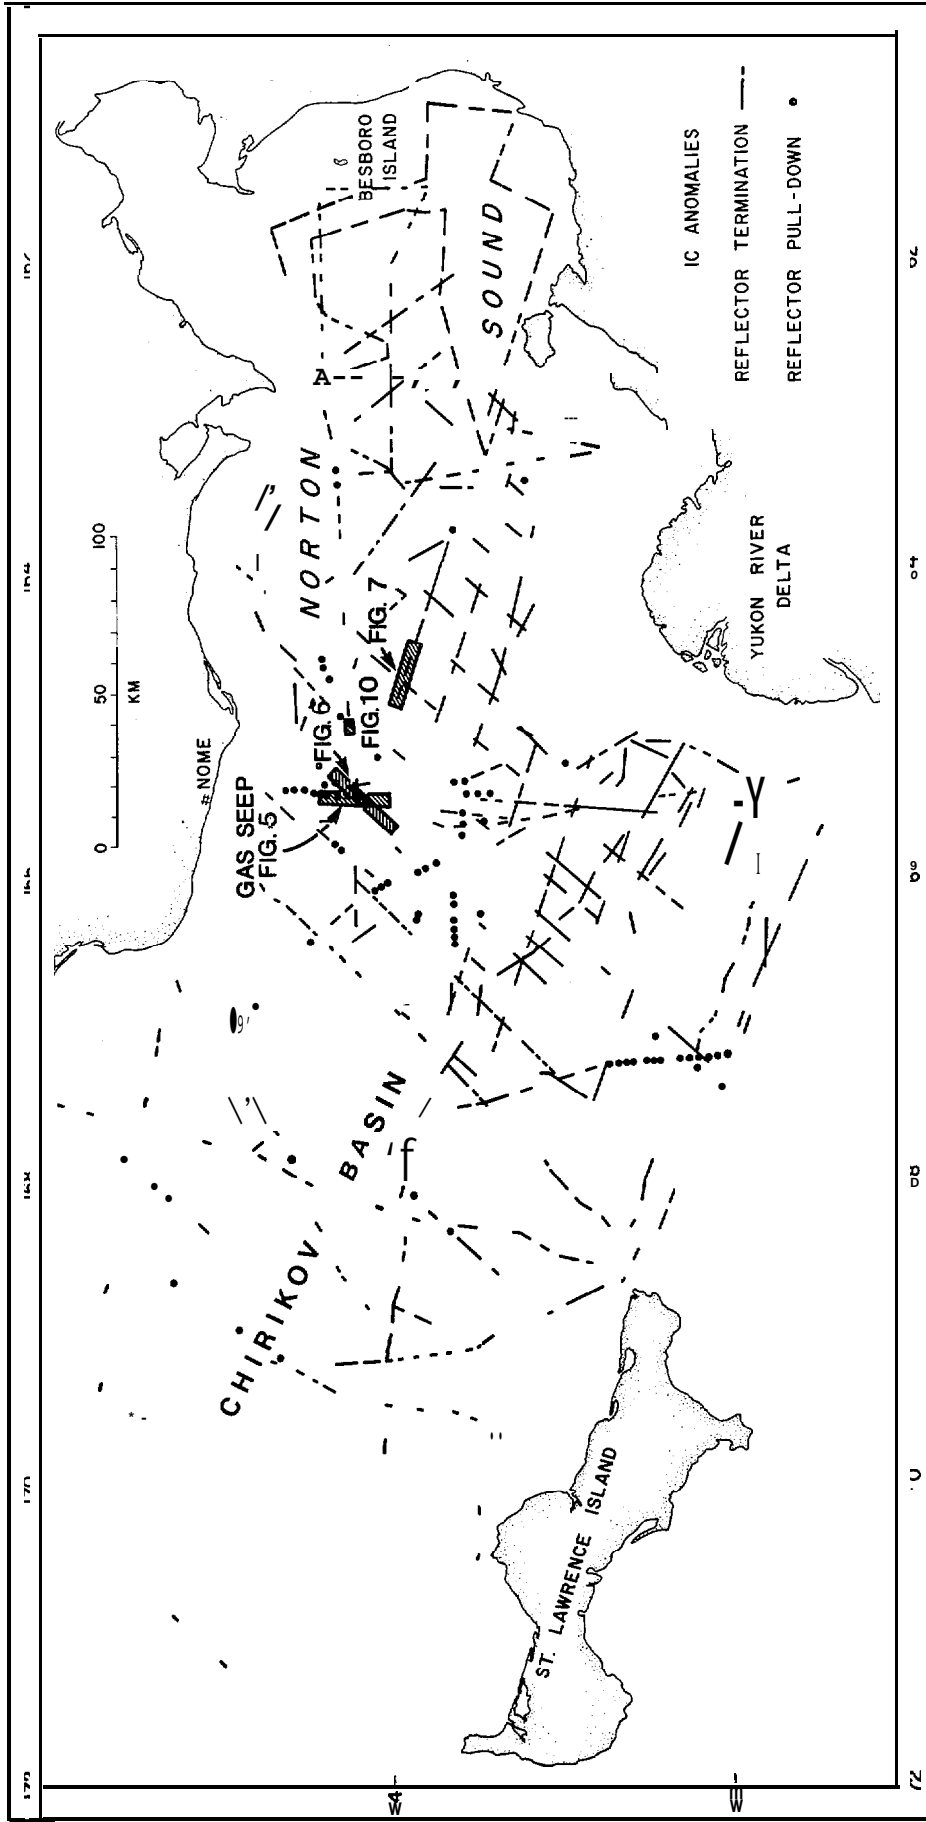 BESBORO
ISLAND
IC ANOMALIES
REFLECTOR TERMINATION
REFLECTOR PULL-DOWN
NORTON
SOUND
A
0
50
100
KM
NOME
GAS SEEP
FIG. 5
FIG. 6
FIG. 10
FIG. 7
YUKON RIVER
DELTA
CHIRIKOV
BASIN
ST. LAWRENCE ISLAND